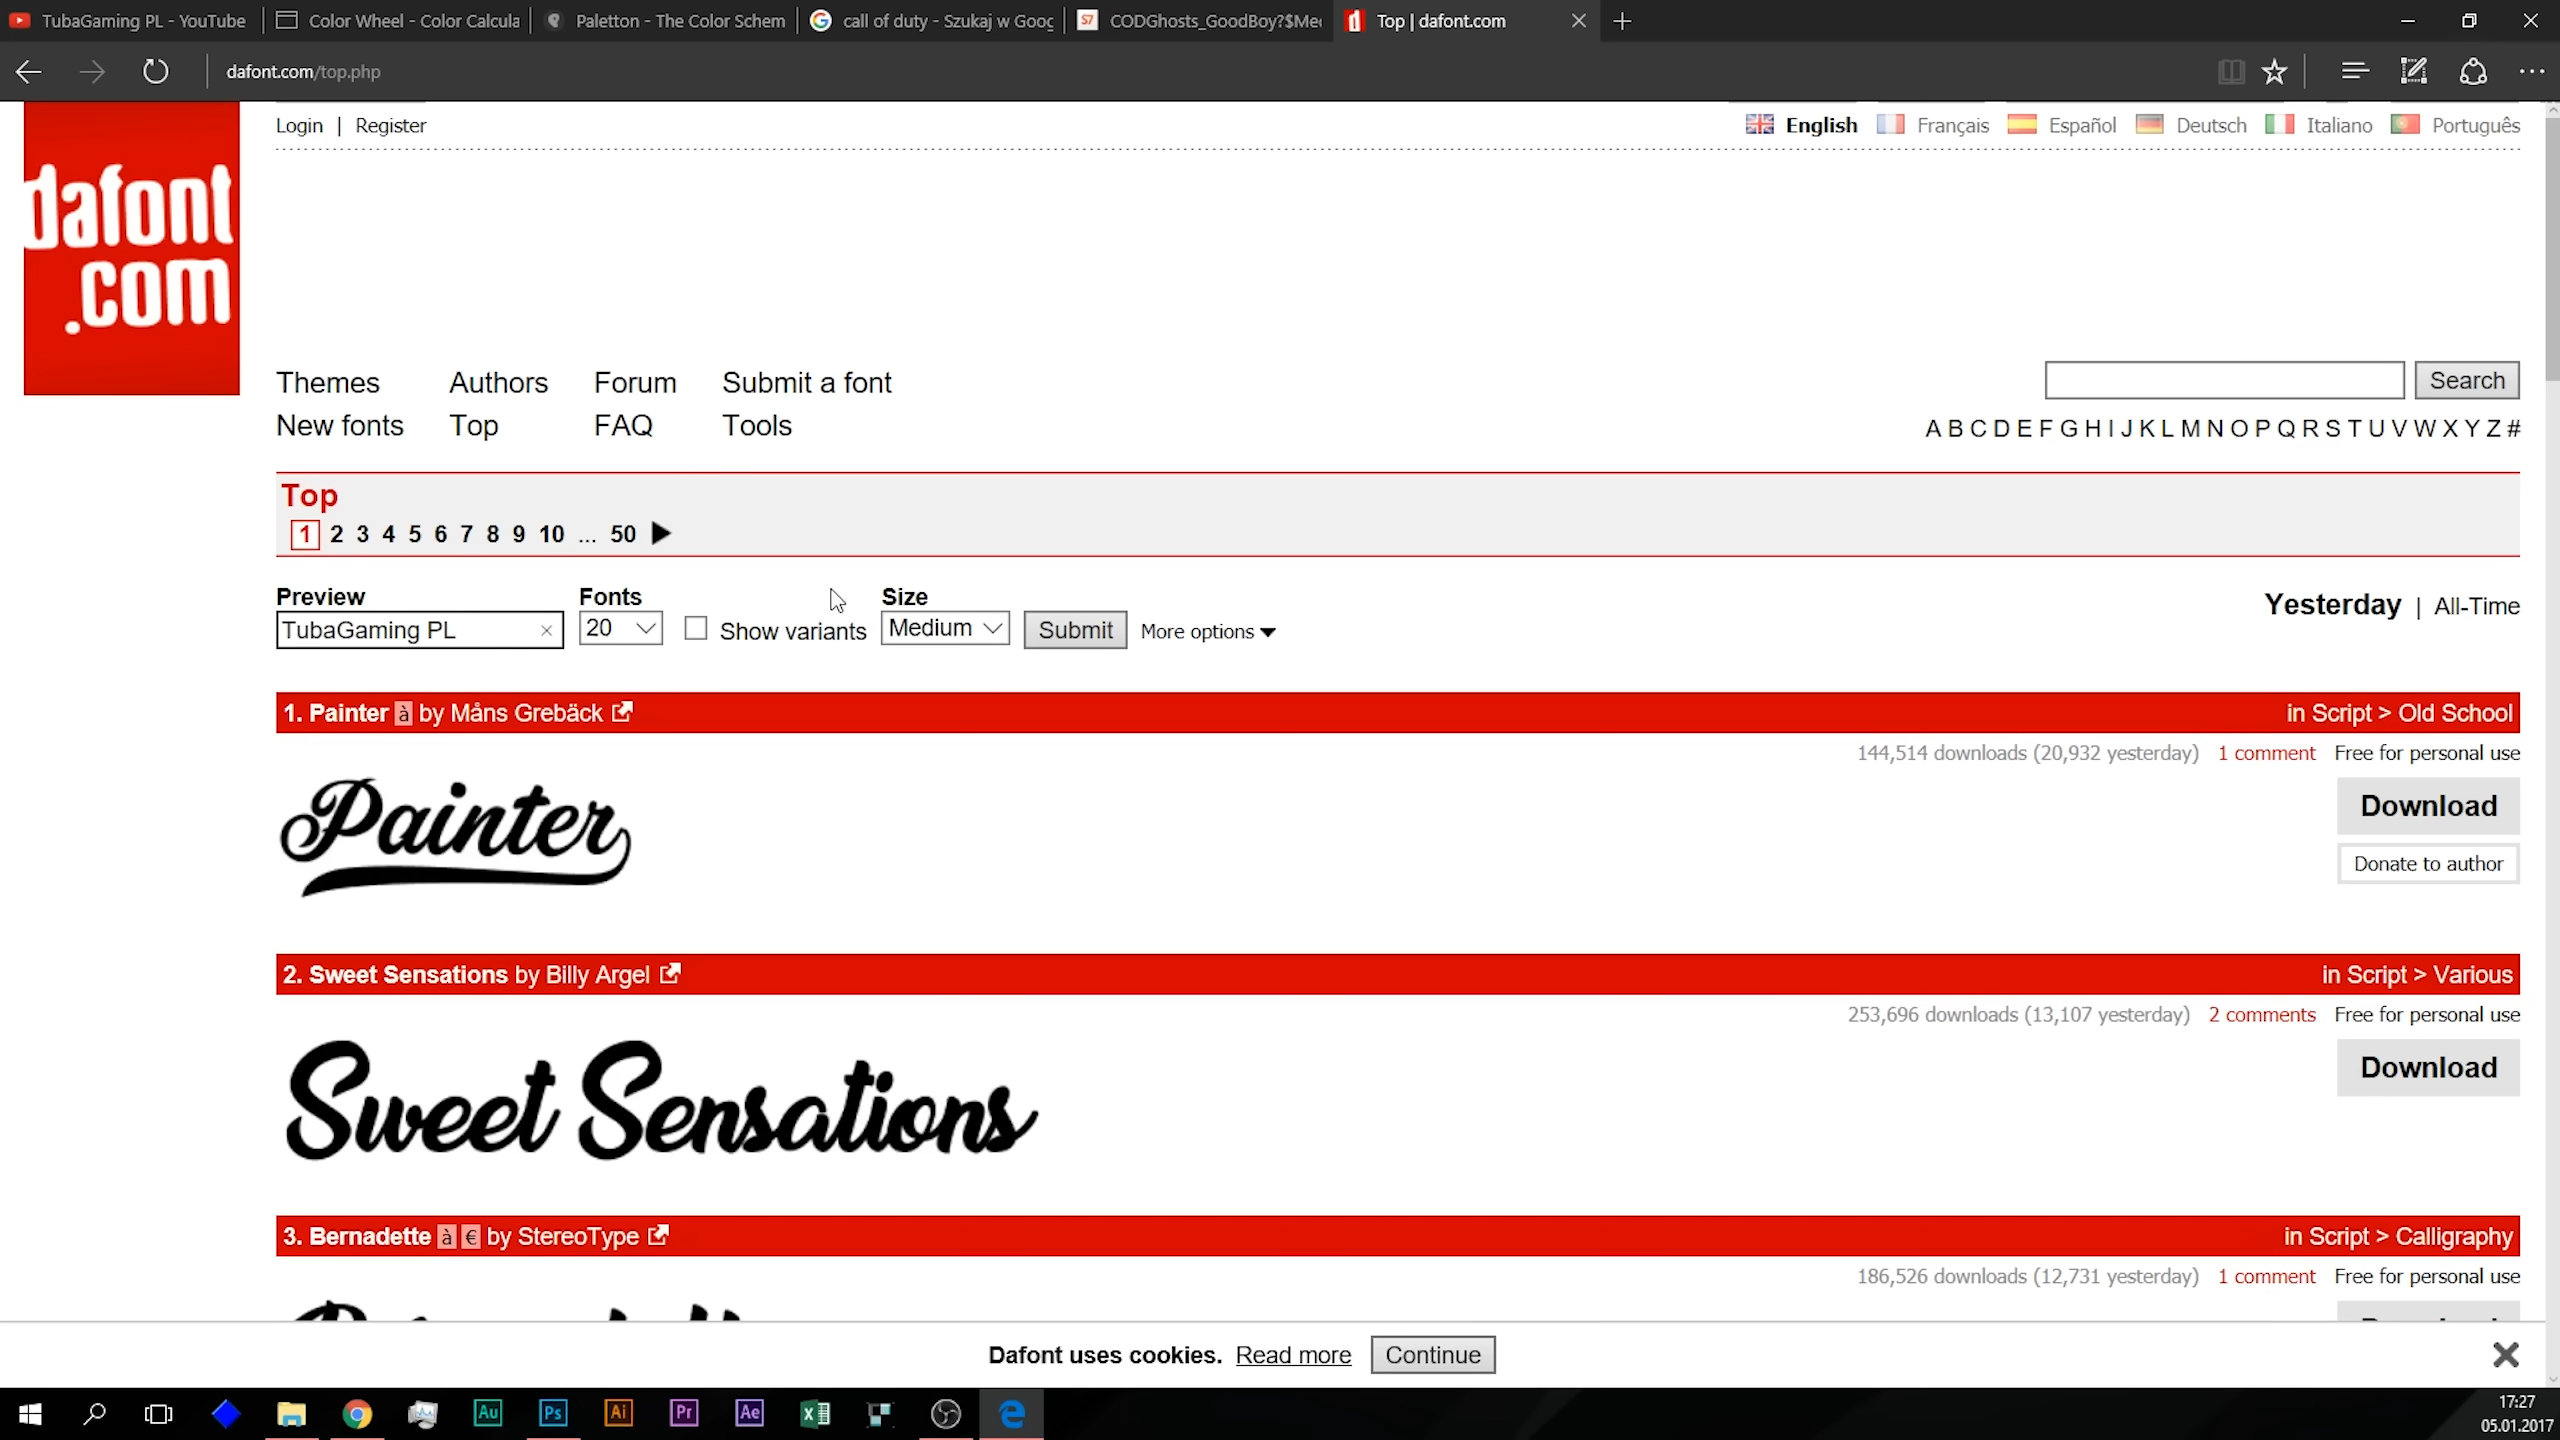 TubaGaming PL - YouTube
Color Wheel - Color Calcula
Paletton - The Color Schem
call of duty - Szukaj w Goog
CODGhosts_GoodBoy?$Me
Top | dafont.com
dafont.com/top.php
dafont
.com
Login | Register
English Français Español Deutsch Italiano Português
Themes Authors Forum Submit a font
Search
New fonts Top FAQ Tools
A B C D E F G H I J K L M N O P Q R S T U V W X Y Z #
Top
1 2 3 4 5 6 7 8 9 10 ... 50
Preview Fonts Size
TubaGaming PL 20 Show variants Medium Submit More options
Yesterday | All-Time
1. Painter à by Måns Grebäck
in Script > Old School
144,514 downloads (20,932 yesterday) 1 comment Free for personal use
Painter
Download
Donate to author
2. Sweet Sensations by Billy Argel
in Script > Various
253,696 downloads (13,107 yesterday) 2 comments Free for personal use
Sweet Sensations
Download
3. Bernadette à € by StereoType
in Script > Calligraphy
186,526 downloads (12,731 yesterday) 1 comment Free for personal use
Dafont uses cookies. Read more Continue
Au Ps Ai Pr Ae
17:27
05.01.2017